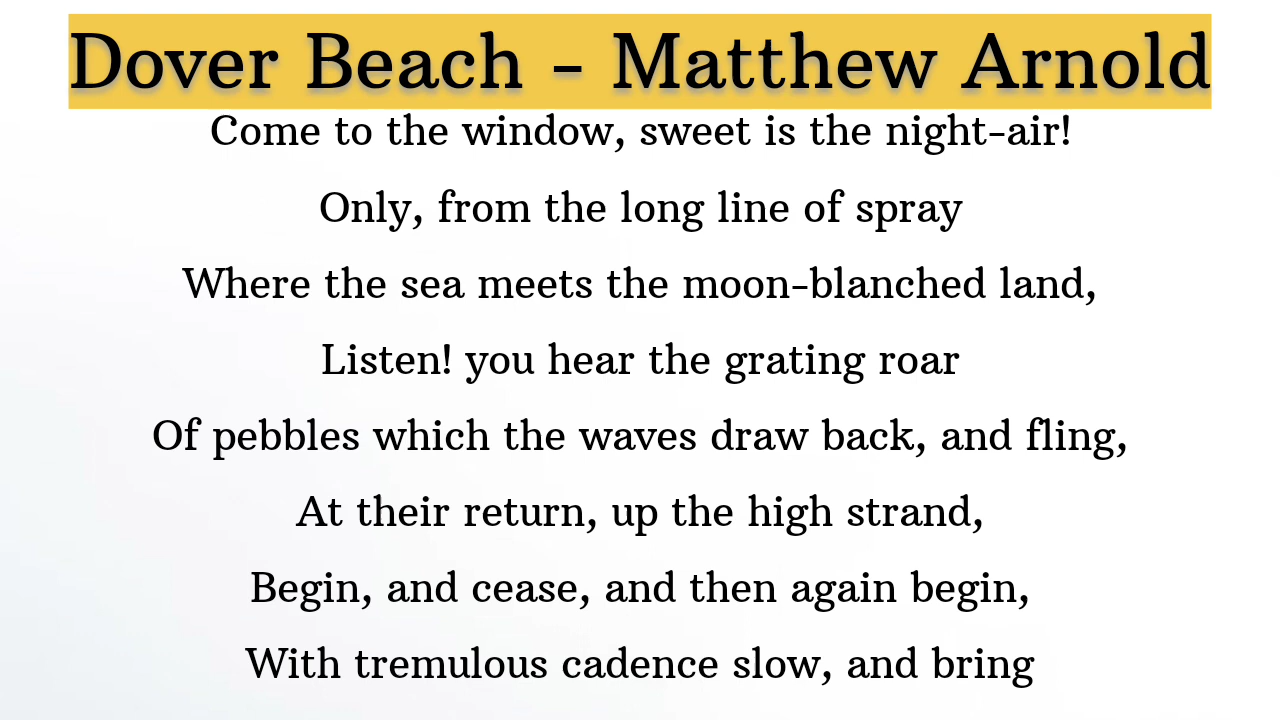 Dover Beach - Matthew Arnold
Come to the window, sweet is the night-air!
Only, from the long line of spray
Where the sea meets the moon-blanched land,
Listen! you hear the grating roar
Of pebbles which the waves draw back, and fling,
At their return, up the high strand,
Begin, and cease, and then again begin,
With tremulous cadence slow, and bring